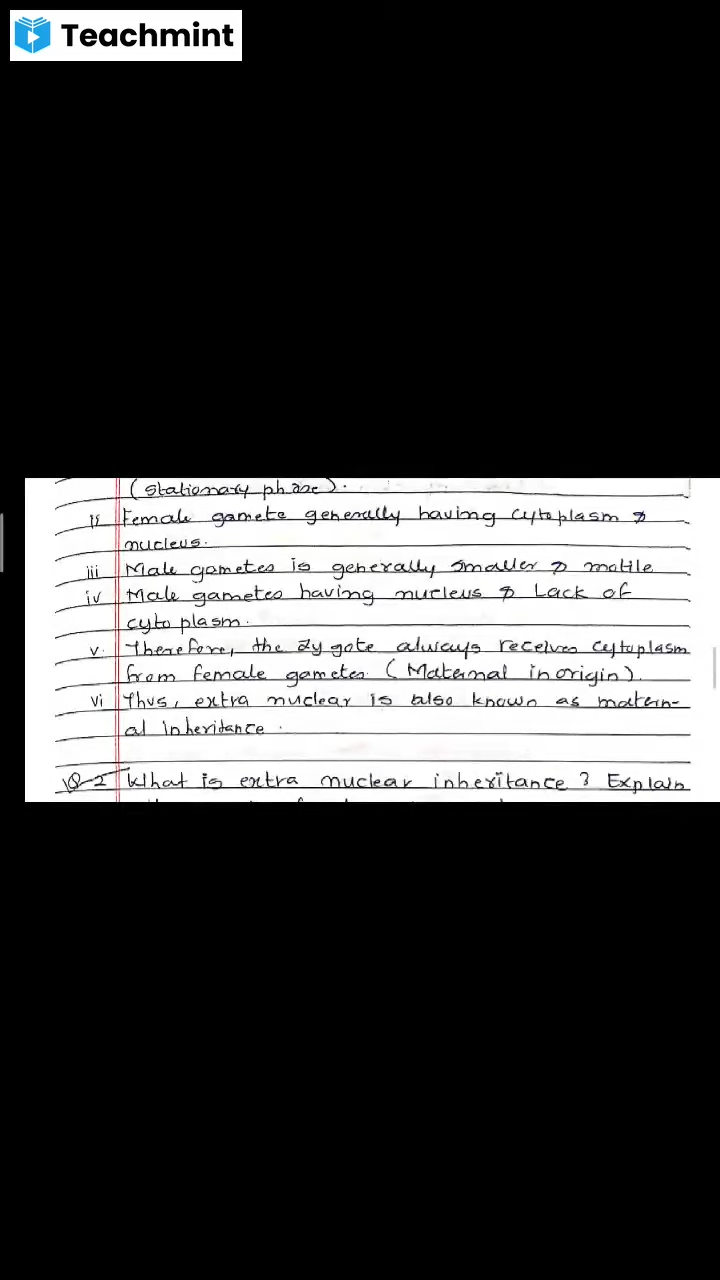 Teachmint
(stationary phase).
ii Female gamete generally having cytoplasm &
nucleus.
iii Male gametes is generally smaller & motile
iv Male gametes having nucleus & Lack of
cytoplasm.
v. Therefore, the zygote always receives cytoplasm
from female gametes. (Maternal in origin).
vi Thus, extra nuclear is also known as matern-
al inheritance.
Q-2 What is extra nuclear inheritance? Explain